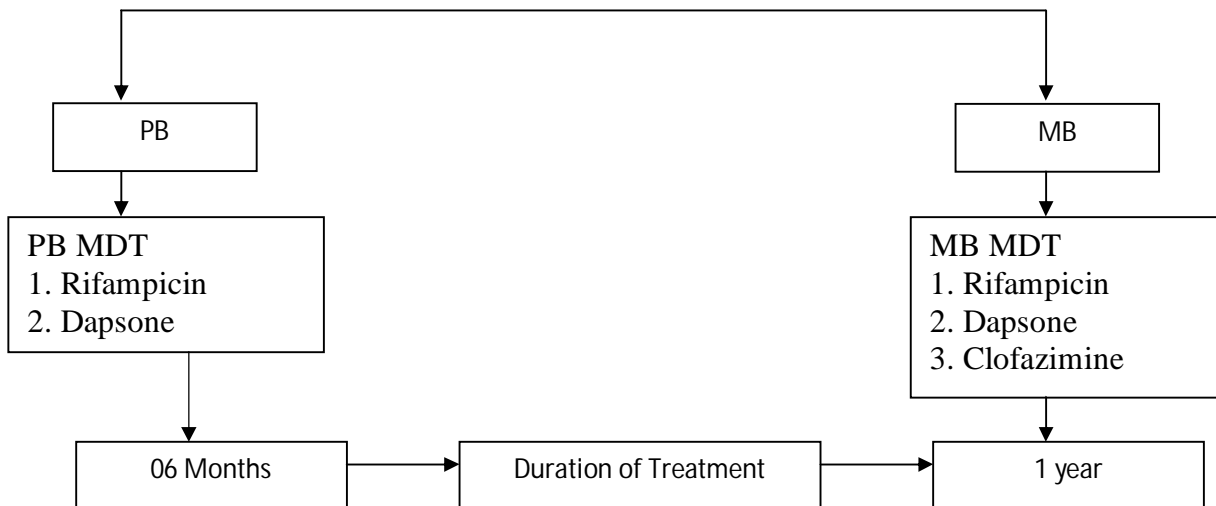 PB
MB
PB MDT
1. Rifampicin
2. Dapsone
MB MDT
1. Rifampicin
2. Dapsone
3. Clofazimine
06 Months
Duration of Treatment
1 year